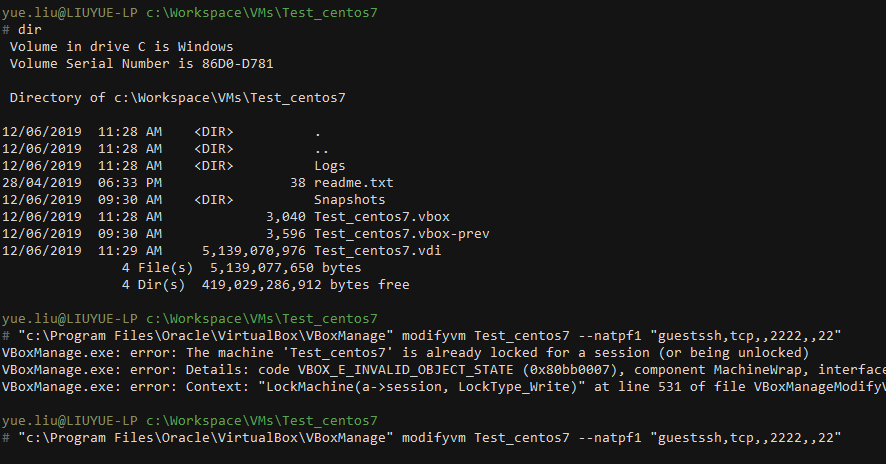 yue.liu@LIUYUE-LP c:\Workspace\VMs\Test_centos7
# dir
 Volume in drive C is Windows
 Volume Serial Number is 86D0-D781

 Directory of c:\Workspace\VMs\Test_centos7

12/06/2019  11:28 AM    <DIR>          .
12/06/2019  11:28 AM    <DIR>          ..
12/06/2019  11:28 AM    <DIR>          Logs
28/04/2019  06:33 PM                38 readme.txt
12/06/2019  09:30 AM    <DIR>          Snapshots
12/06/2019  11:28 AM             3,040 Test_centos7.vbox
12/06/2019  09:30 AM             3,596 Test_centos7.vbox-prev
12/06/2019  11:29 AM     5,139,070,976 Test_centos7.vdi
               4 File(s)  5,139,077,650 bytes
               4 Dir(s)  419,029,286,912 bytes free

yue.liu@LIUYUE-LP c:\Workspace\VMs\Test_centos7
# "c:\Program Files\Oracle\VirtualBox\VBoxManage" modifyvm Test_centos7 --natpf1 "guestssh,tcp,,2222,,22"
VBoxManage.exe: error: The machine 'Test_centos7' is already locked for a session (or being unlocked)
VBoxManage.exe: error: Details: code VBOX_E_INVALID_OBJECT_STATE (0x80bb0007), component MachineWrap, interface
VBoxManage.exe: error: Context: "LockMachine(a->session, LockType_Write)" at line 531 of file VBoxManageModifyV

yue.liu@LIUYUE-LP c:\Workspace\VMs\Test_centos7
# "c:\Program Files\Oracle\VirtualBox\VBoxManage" modifyvm Test_centos7 --natpf1 "guestssh,tcp,,2222,,22"